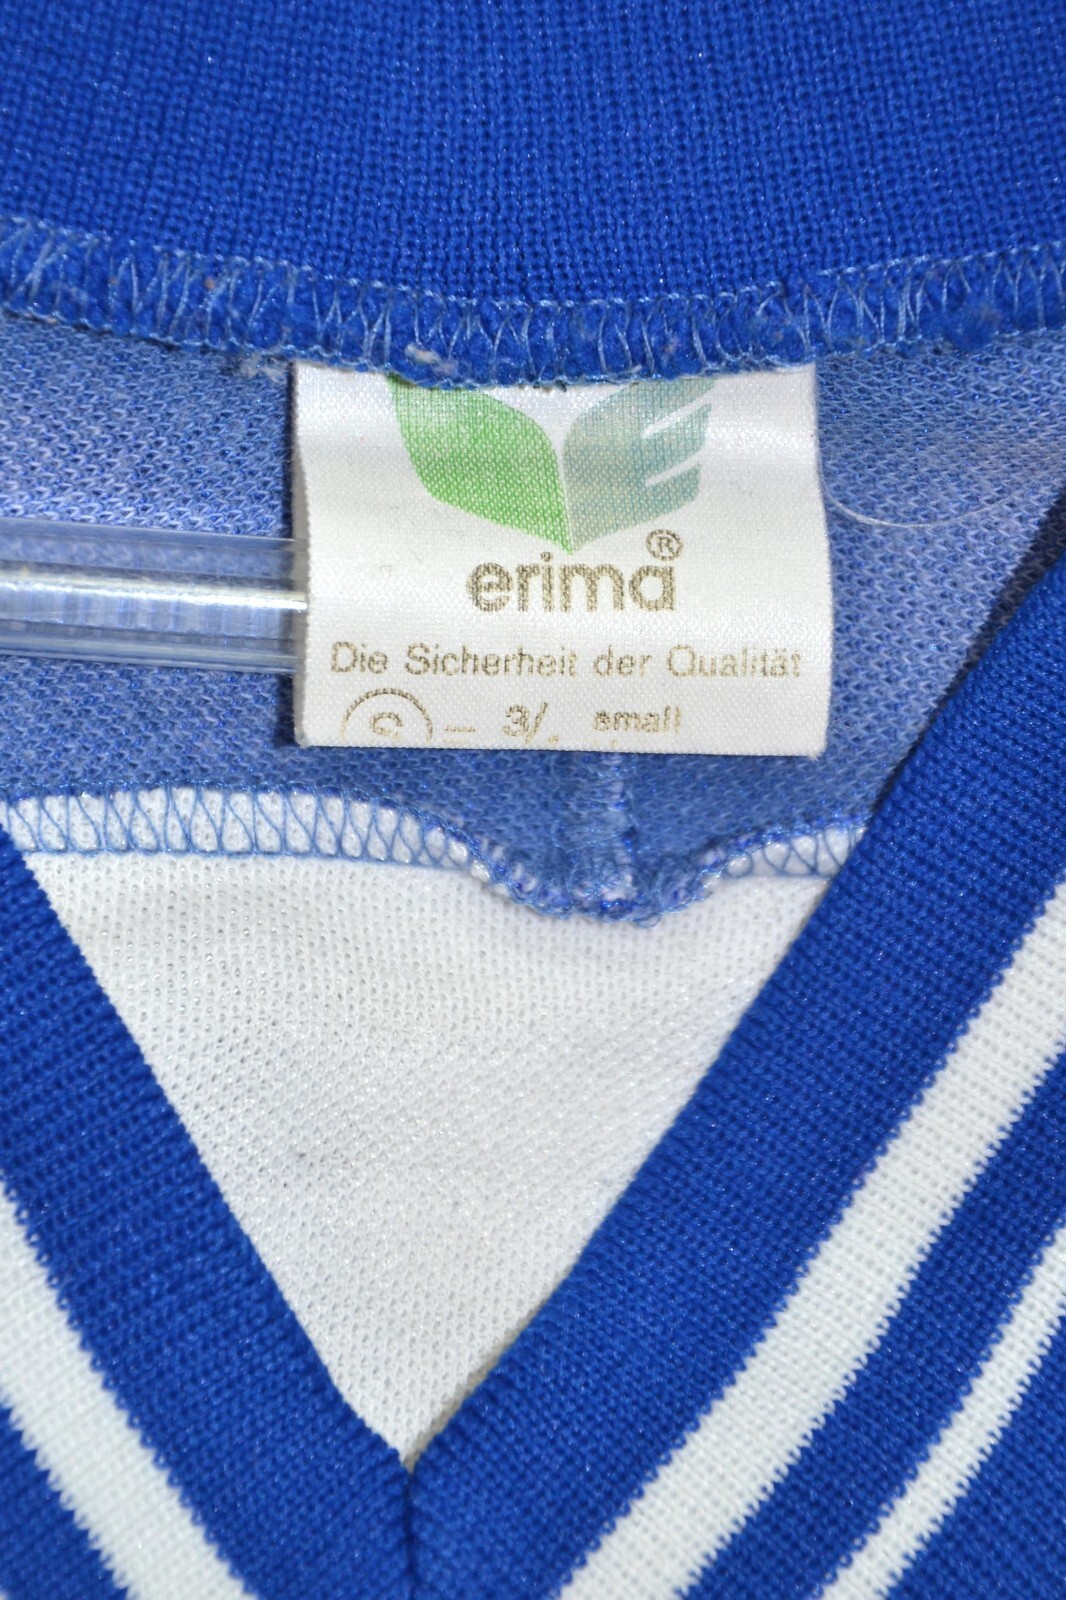 erima®
Die Sicherheit der Qualität
S – 3/ small